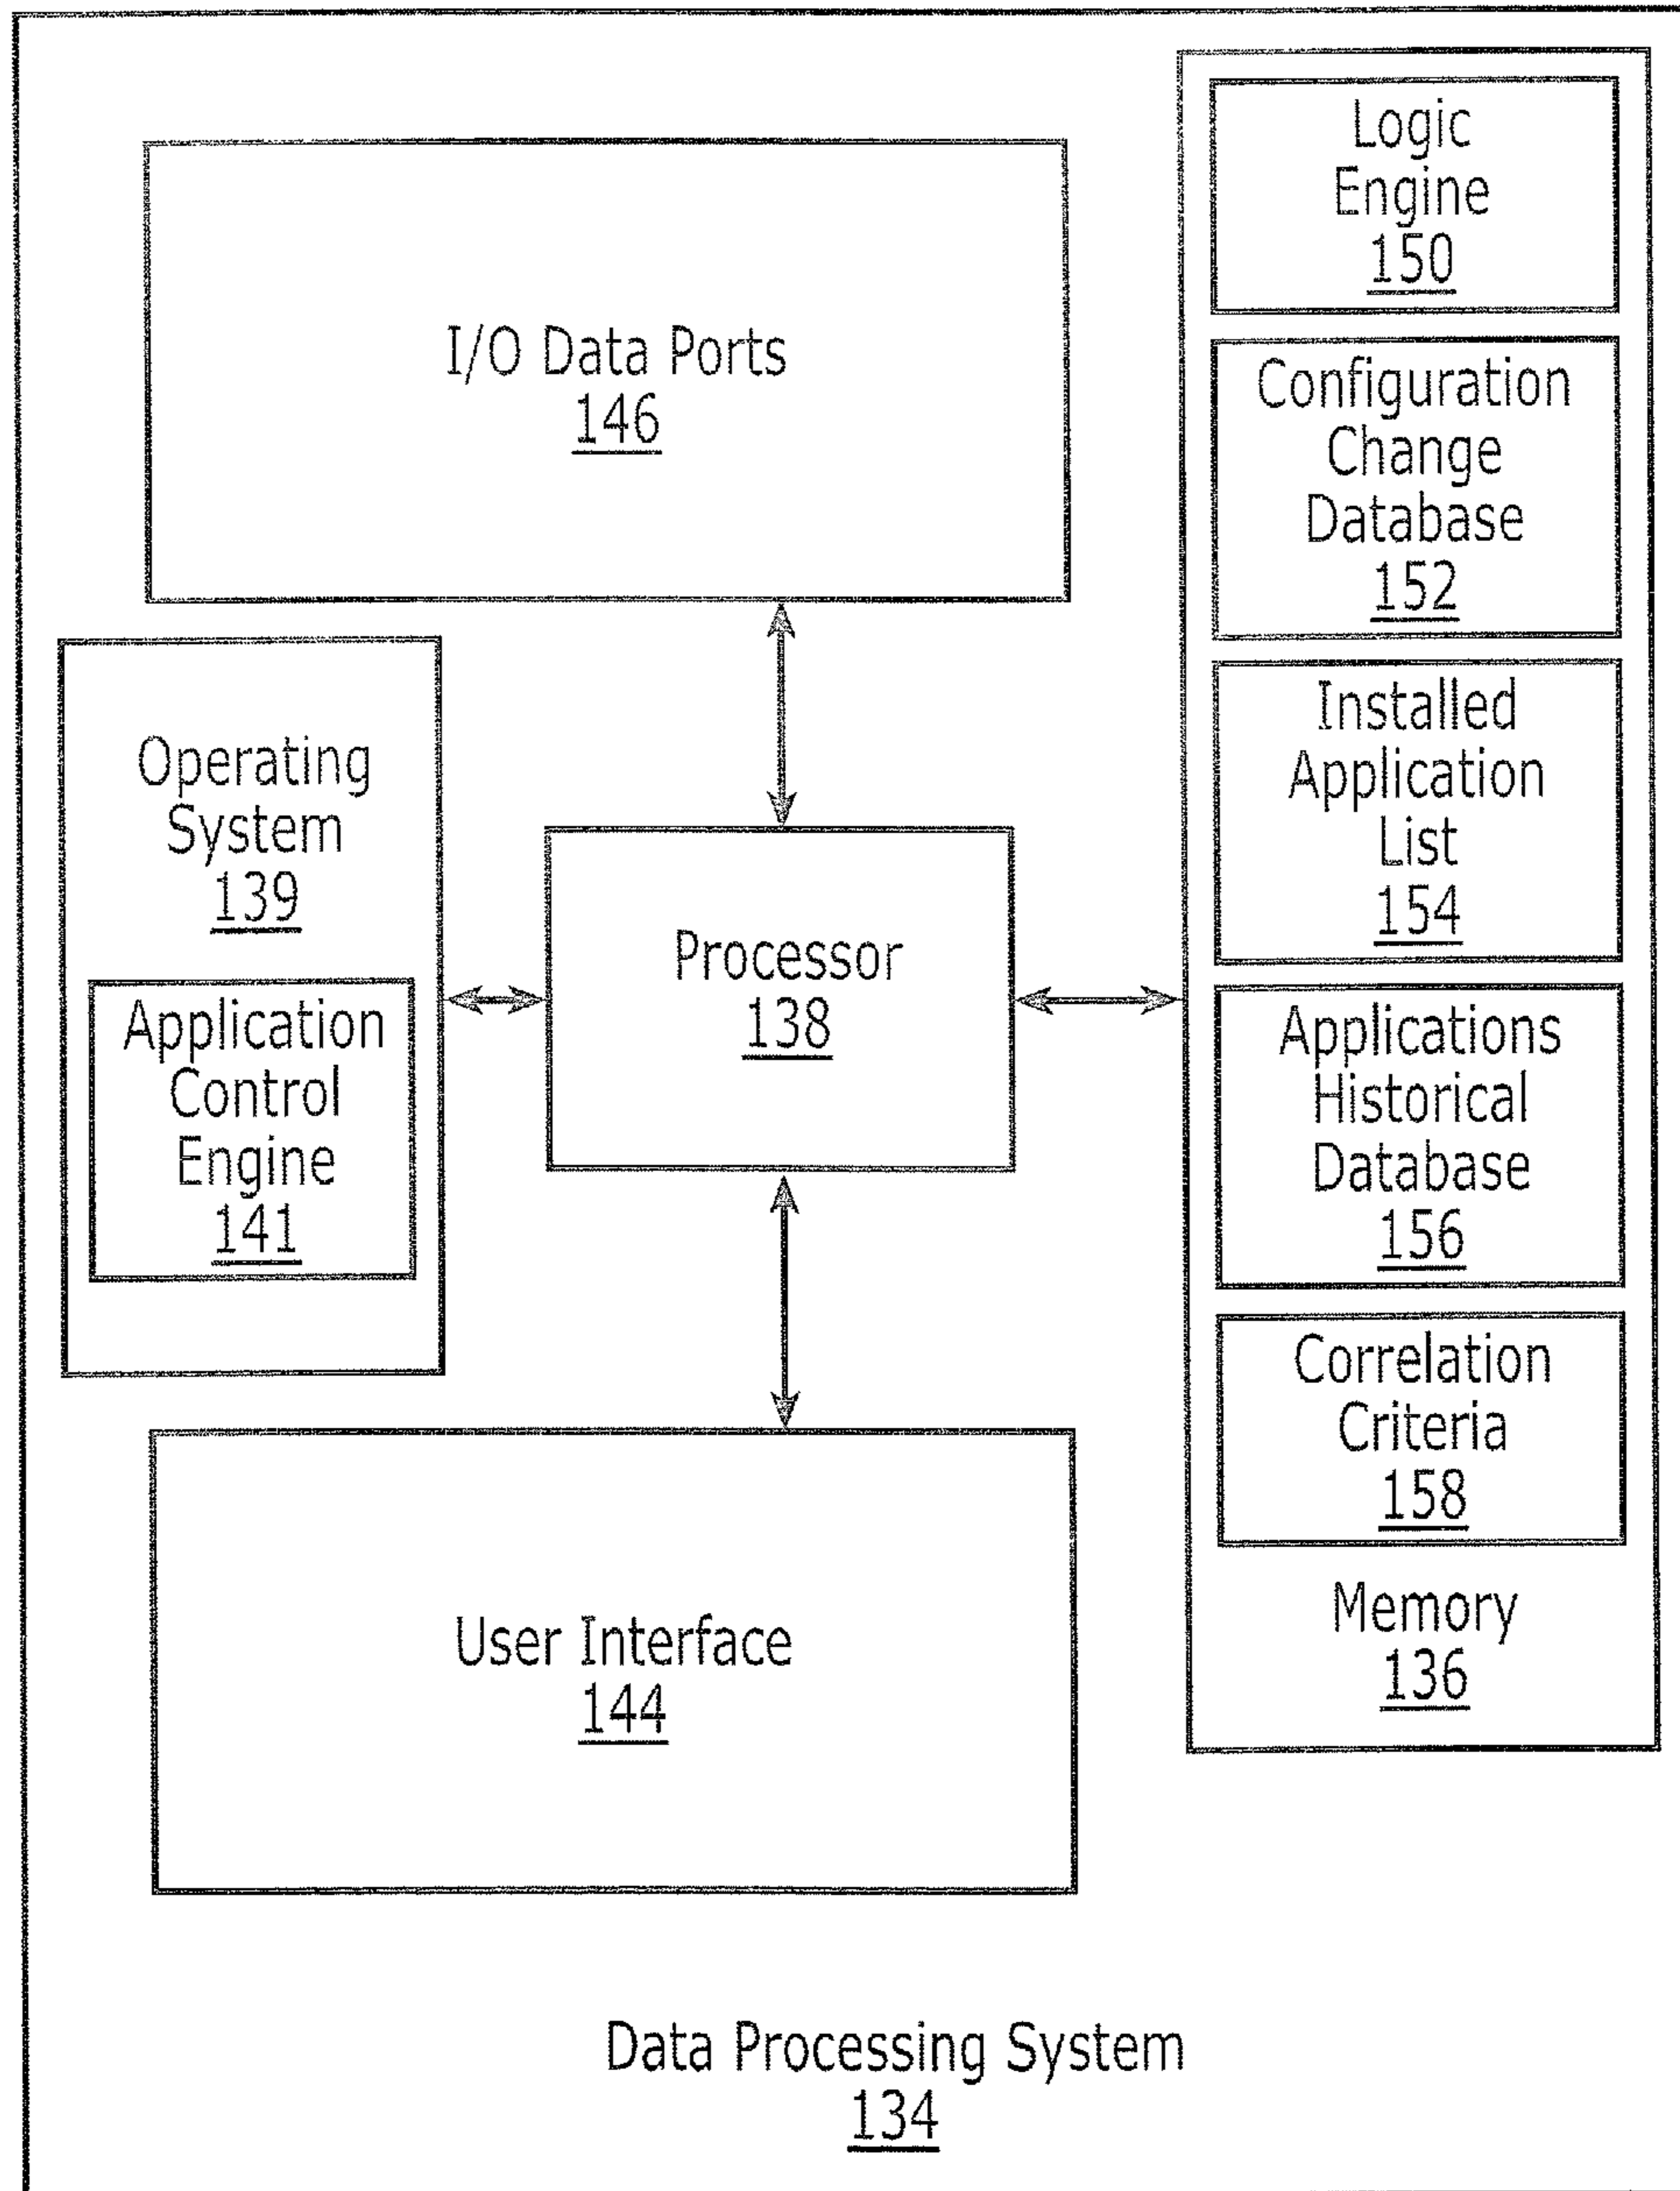 I/O Data Ports
146
Operating
System
139
Application
Control
Engine
141
Processor
138
User Interface
144
Logic
Engine
150
Configuration
Change
Database
152
Installed
Application
List
154
Applications
Historical
Database
156
Correlation
Criteria
158
Memory
136
Data Processing System
134